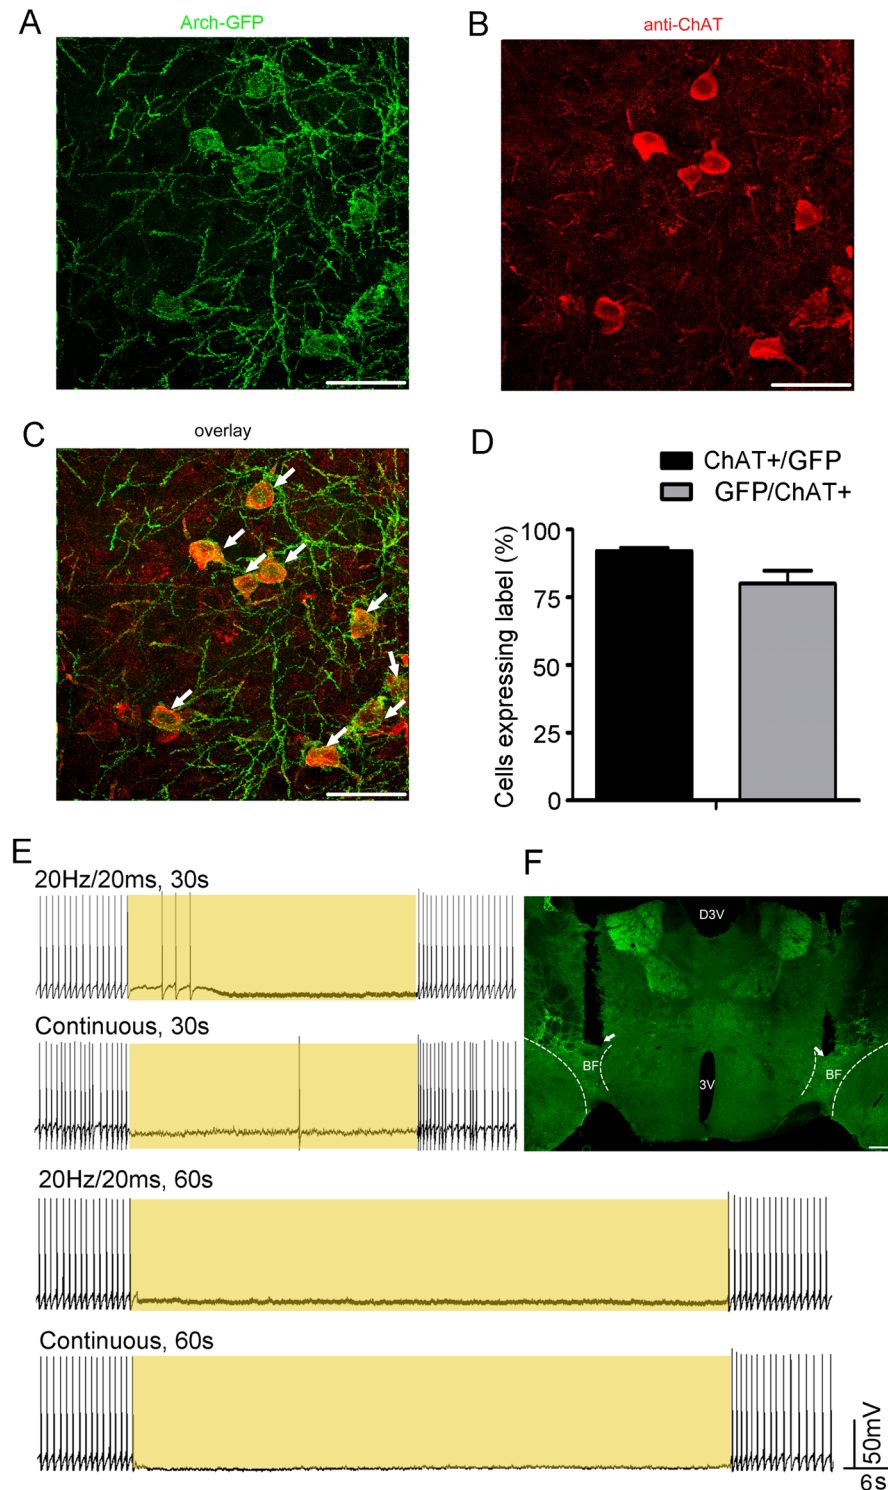 A
Arch-GFP
B
anti-ChAT
C
overlay
D
ChAT+/GFP
GFP/ChAT+
Cells expressing label (%)
100
75
50
25
0
E
20Hz/20ms, 30s
Continuous, 30s
20Hz/20ms, 60s
Continuous, 60s
50mV
6s
F
D3V
BF
3V
BF